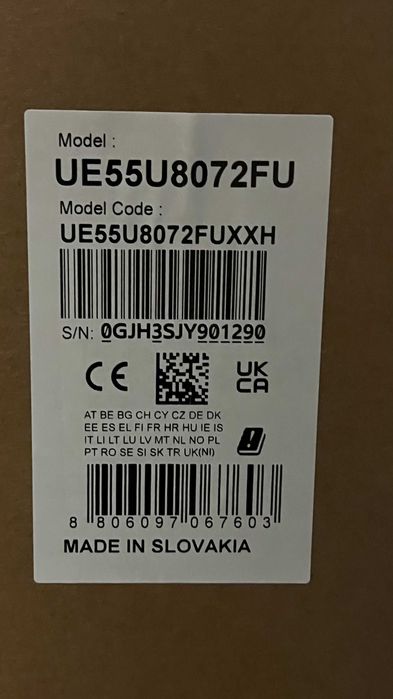 Model :
UE55U8072FU
Model Code :
UE55U8072FUXXH
S/N: 0GJH3SJY901290
CE
UK
CA
AT BE BG CH CY CZ DE DK
EE ES EL FI FR HR HU IE IS
IT LI LT LU LV MT NL NO PL
PT RO SE SI SK TR UK(NI)
8 806097 067603
MADE IN SLOVAKIA